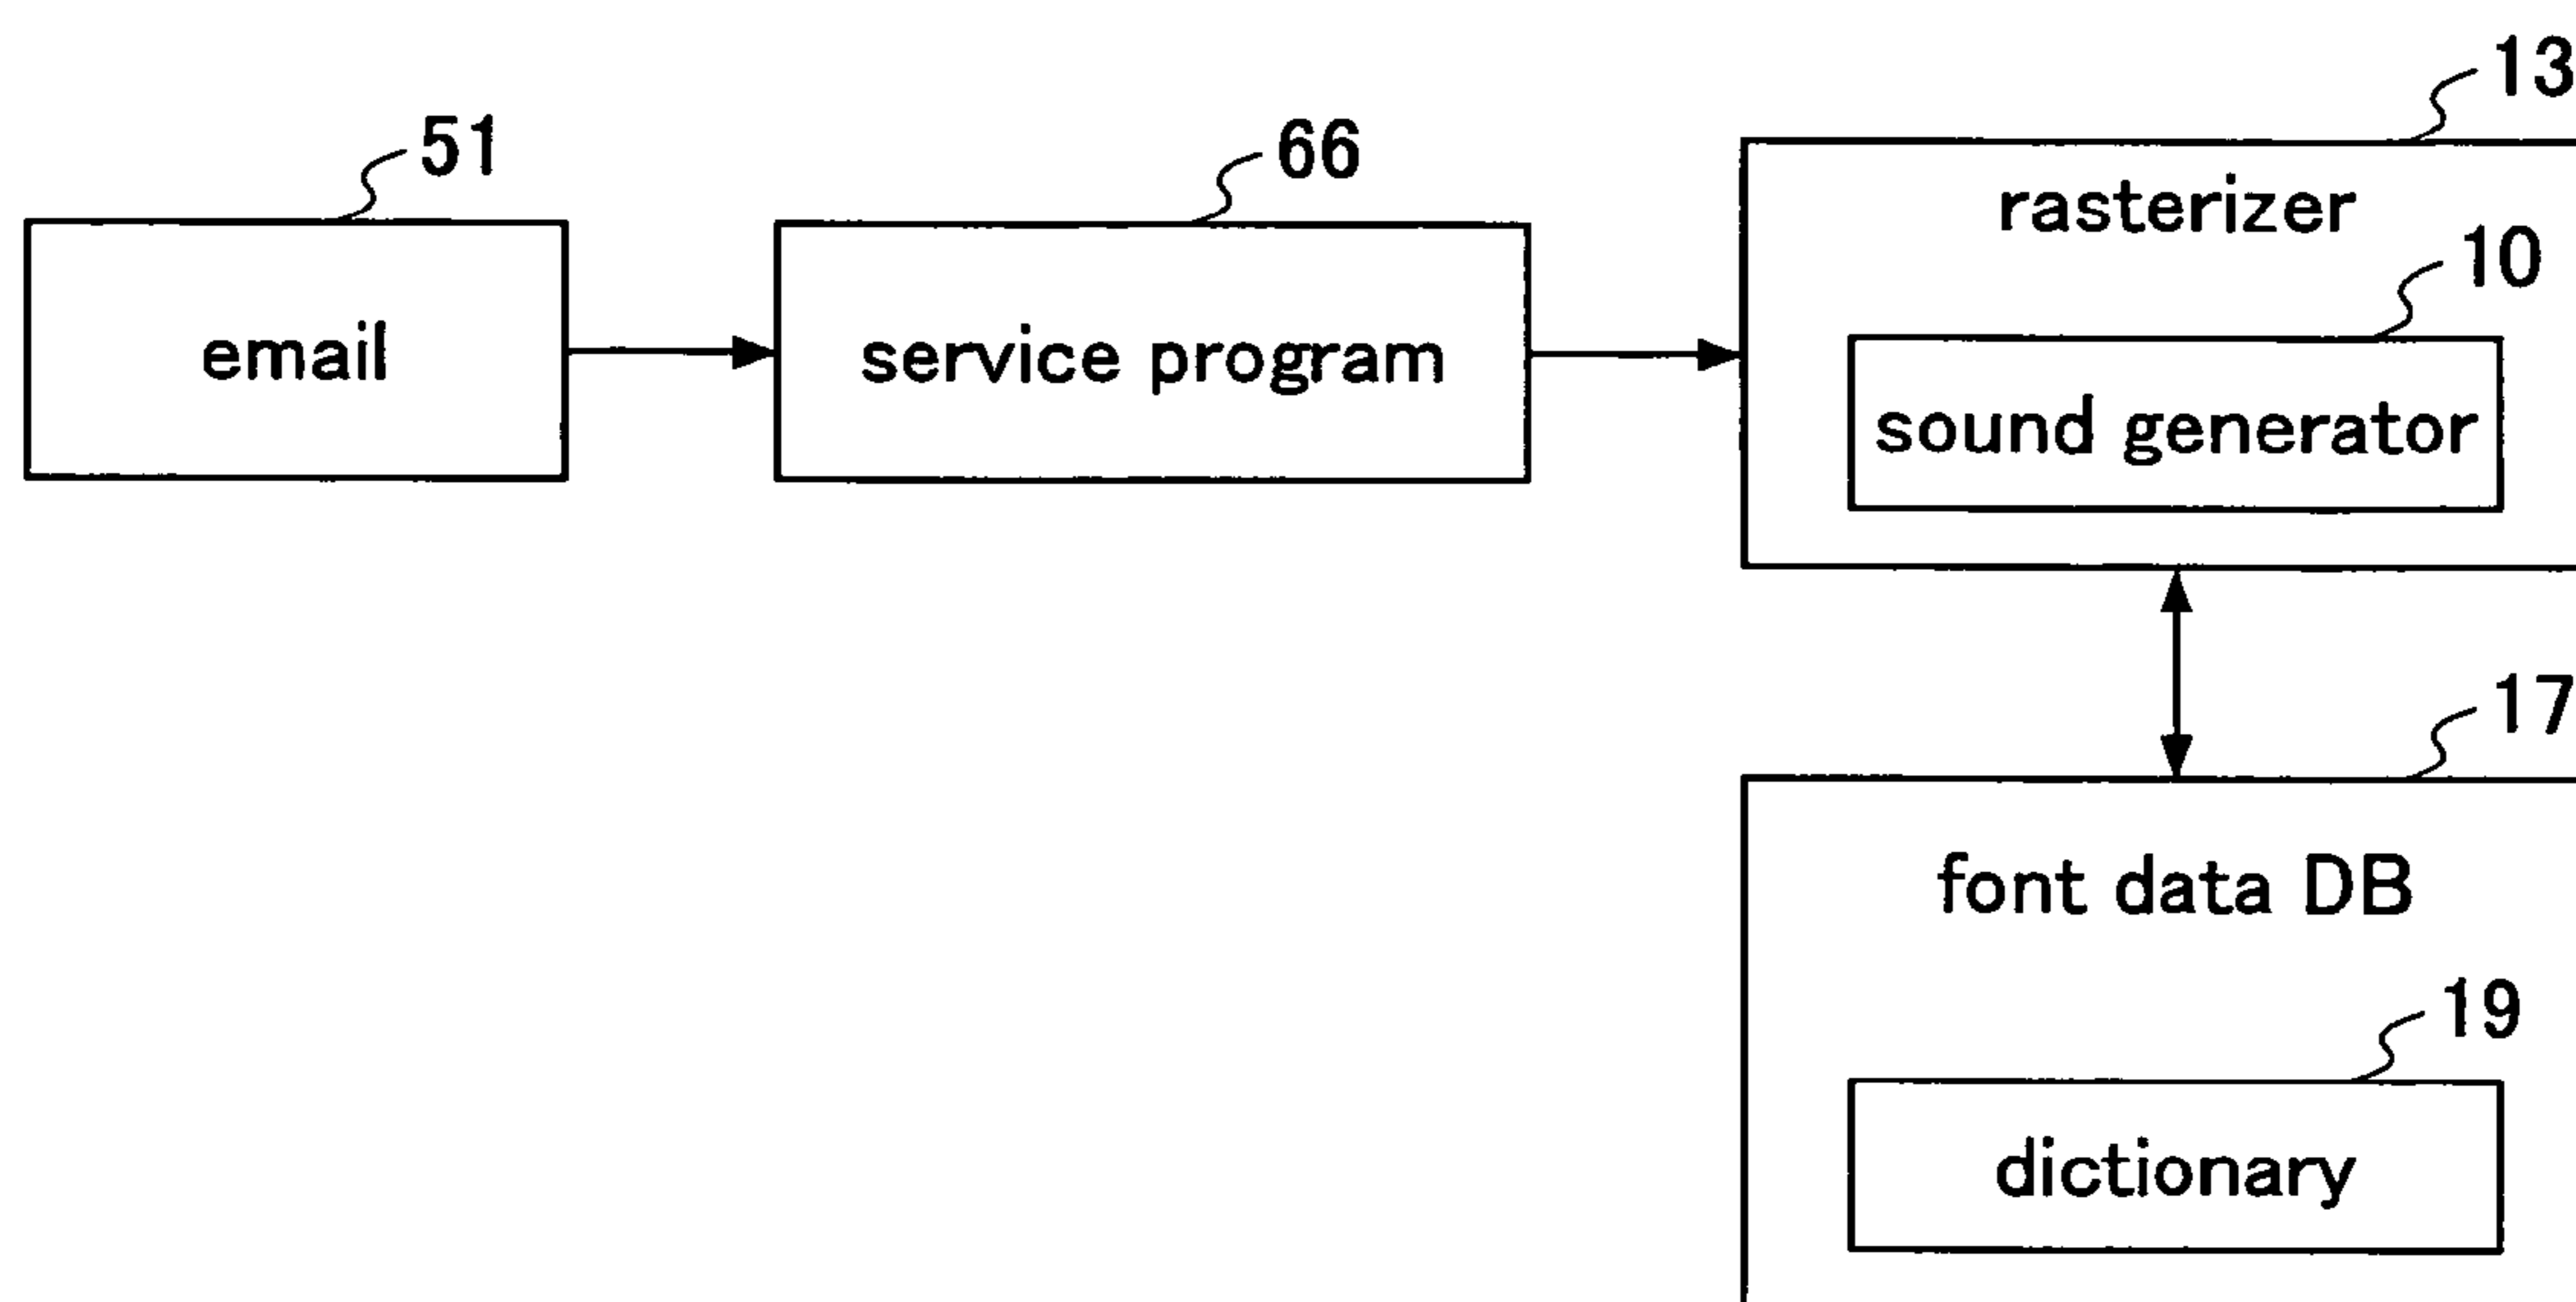 13
51
66
rasterizer
10
email
service program
sound generator
17
font data DB
19
dictionary